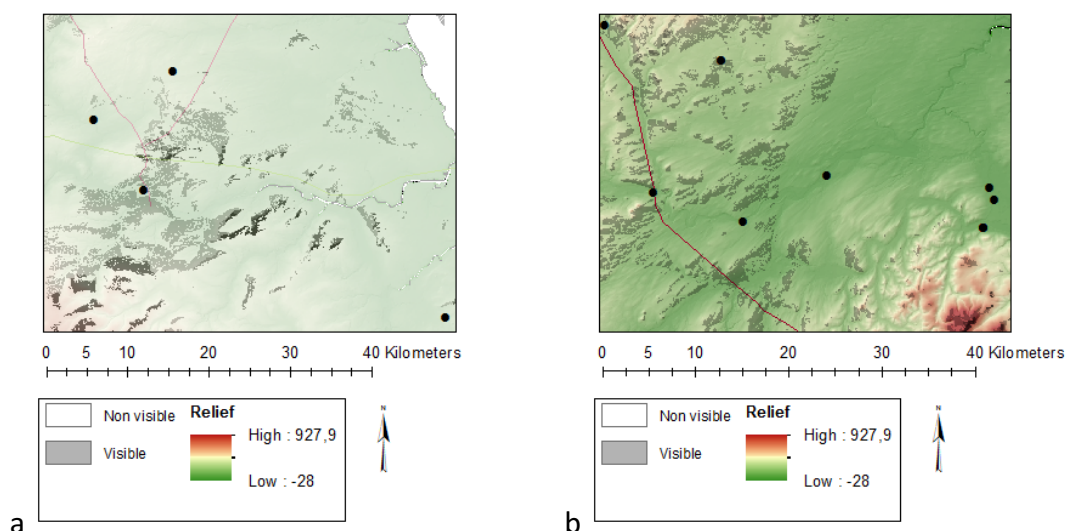 0 5 10 20 30 40 Kilometers
Non visible
Visible
Relief
High : 927,9
Low : -28
N
a
0 5 10 20 30 40 Kilometers
Non visible
Visible
Relief
High : 927,9
Low : -28
N
b